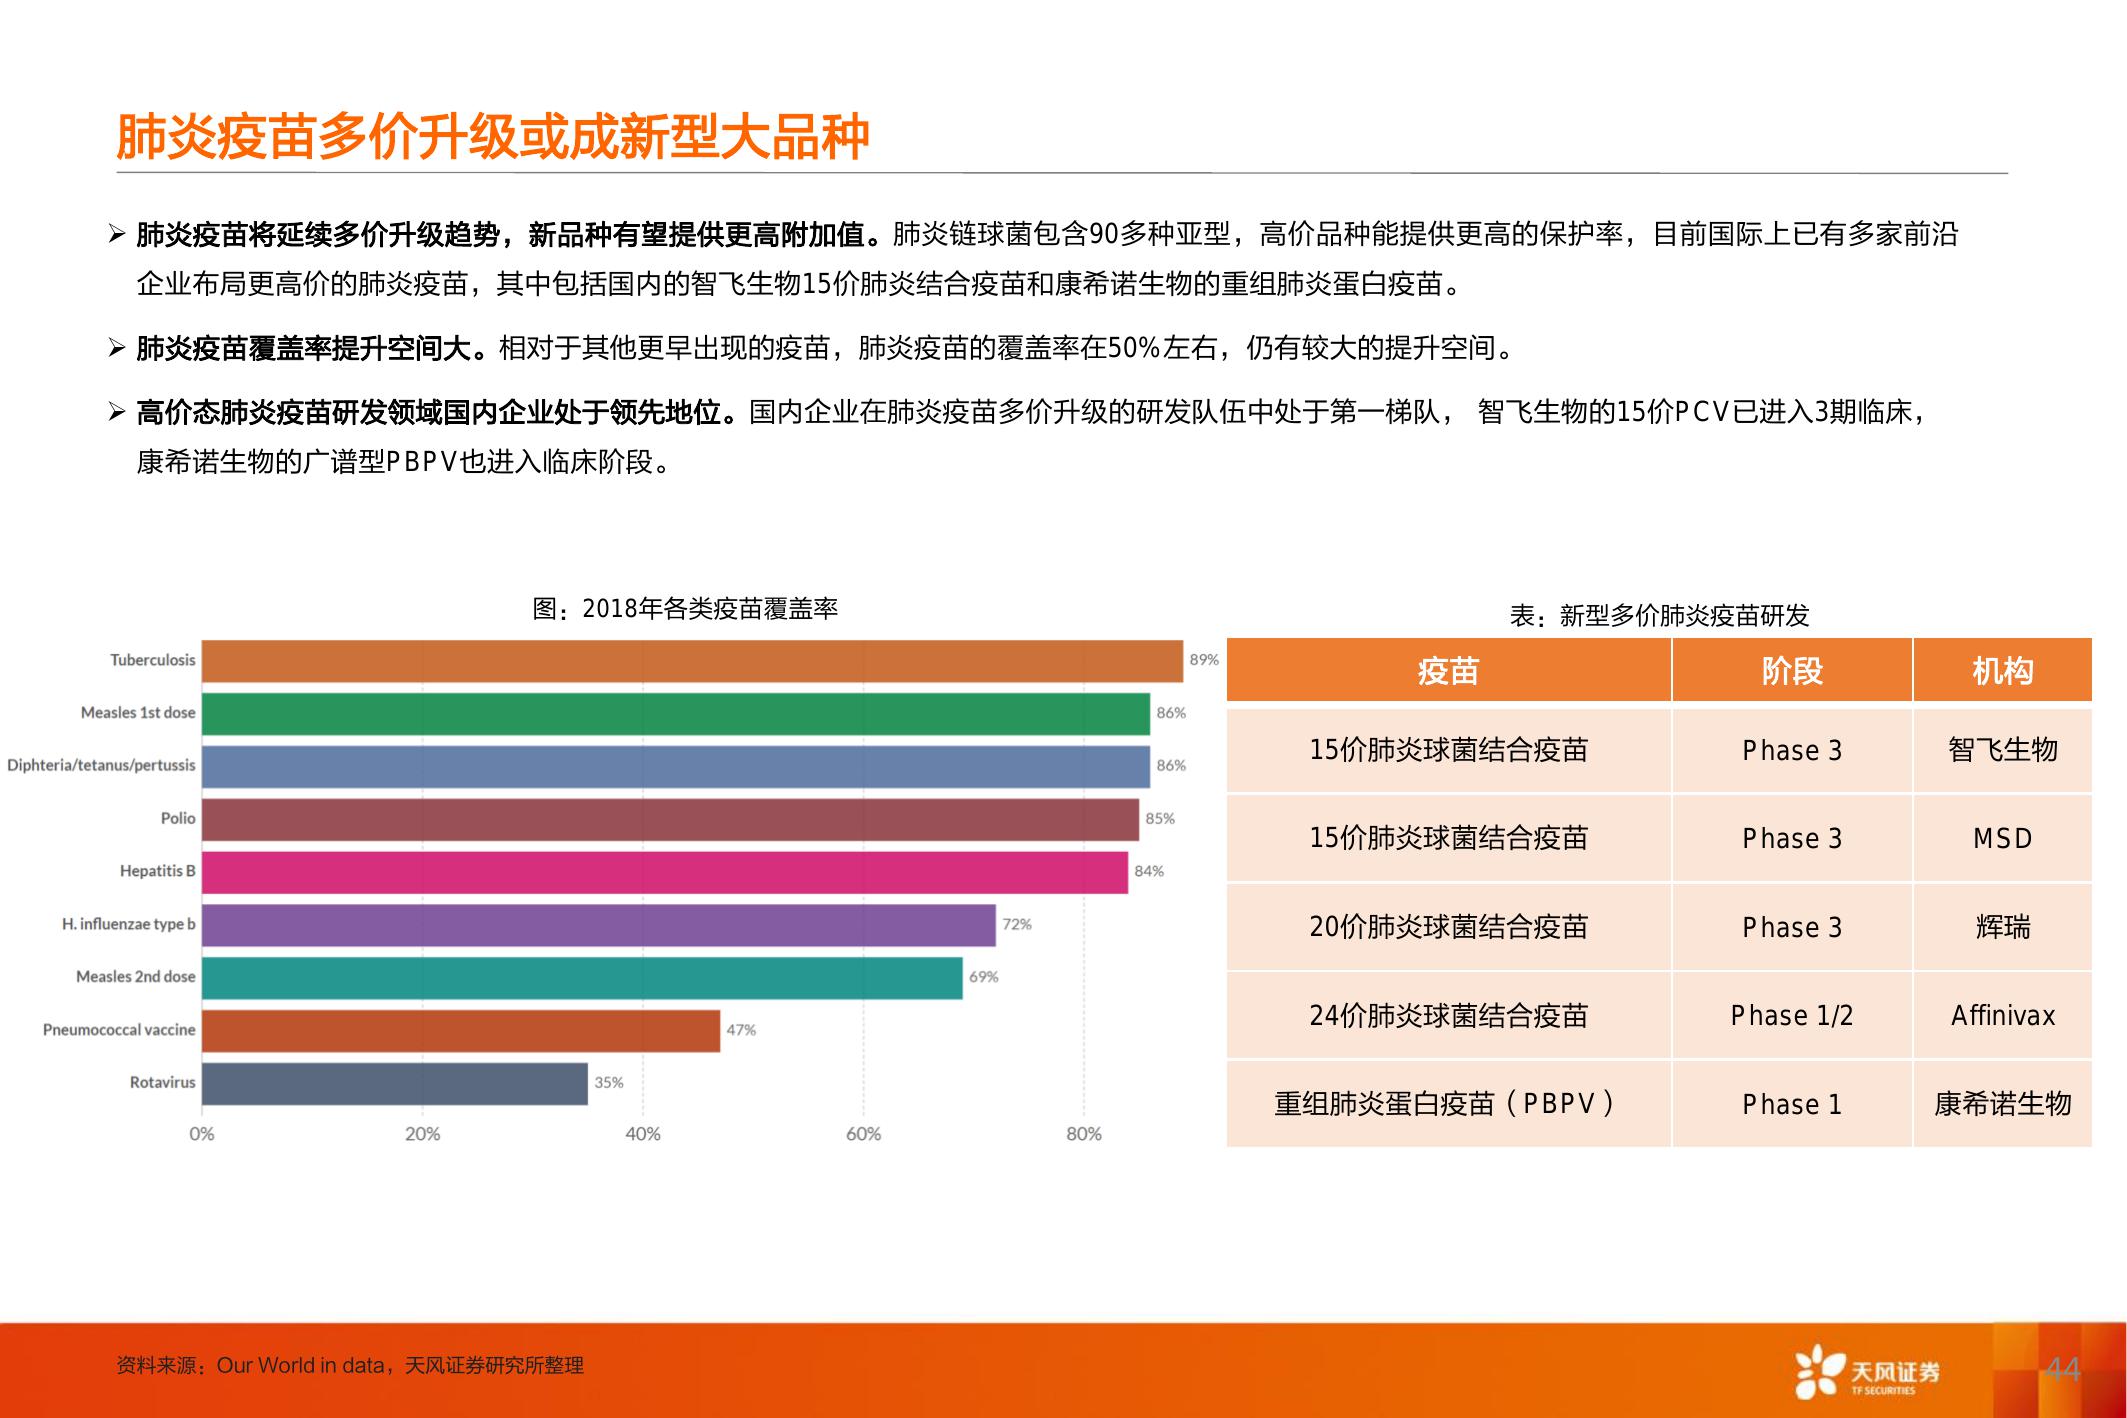 肺炎疫苗多价升级或成新型大品种
➢ 肺炎疫苗将延续多价升级趋势，新品种有望提供更高附加值。肺炎链球菌包含90多种亚型，高价品种能提供更高的保护率，目前国际上已有多家前沿
企业布局更高价的肺炎疫苗，其中包括国内的智飞生物15价肺炎结合疫苗和康希诺生物的重组肺炎蛋白疫苗。
➢ 肺炎疫苗覆盖率提升空间大。相对于其他更早出现的疫苗，肺炎疫苗的覆盖率在50%左右，仍有较大的提升空间。
➢ 高价态肺炎疫苗研发领域国内企业处于领先地位。国内企业在肺炎疫苗多价升级的研发队伍中处于第一梯队， 智飞生物的15价PCV已进入3期临床，
康希诺生物的广谱型PBPV也进入临床阶段。
图：2018年各类疫苗覆盖率
Tuberculosis 89%
Measles 1st dose 86%
Diphteria/tetanus/pertussis 86%
Polio 85%
Hepatitis B 84%
H. influenzae type b 72%
Measles 2nd dose 69%
Pneumococcal vaccine 47%
Rotavirus 35%
0% 20% 40% 60% 80%
表：新型多价肺炎疫苗研发
疫苗 阶段 机构
15价肺炎球菌结合疫苗 Phase 3 智飞生物
15价肺炎球菌结合疫苗 Phase 3 MSD
20价肺炎球菌结合疫苗 Phase 3 辉瑞
24价肺炎球菌结合疫苗 Phase 1/2 Affinivax
重组肺炎蛋白疫苗（PBPV） Phase 1 康希诺生物
资料来源：Our World in data，天风证券研究所整理
天风证券
TF SECURITIES
44